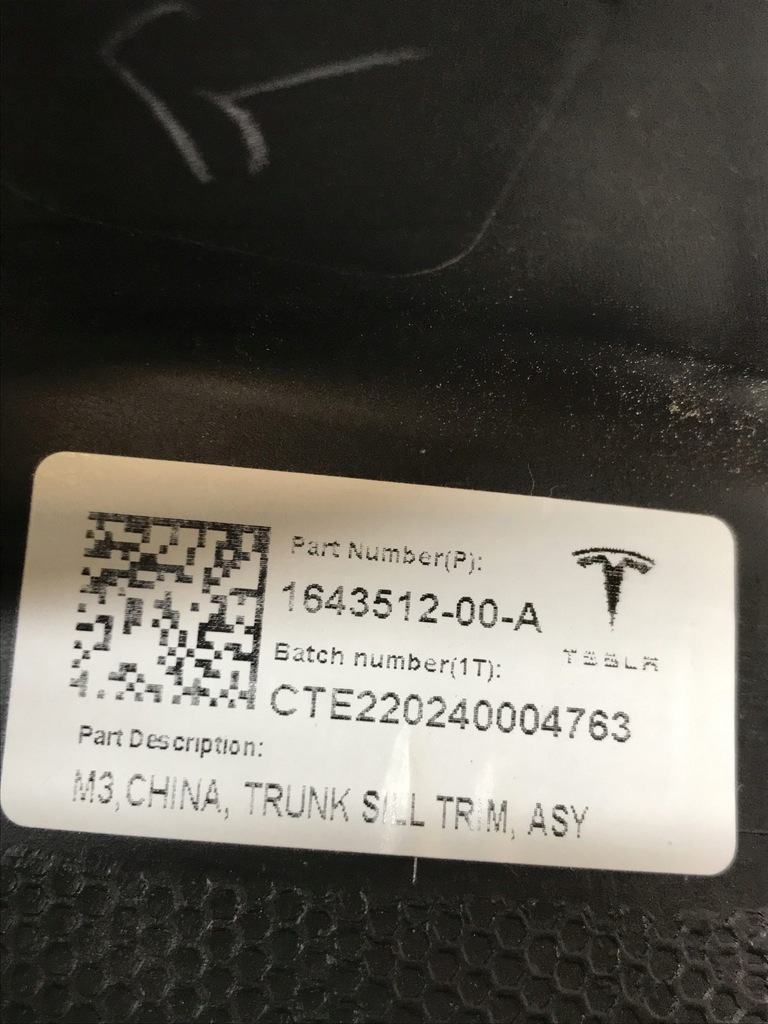 Part Number(P):
1643512-00-A
TESLA
Batch number(1T):
CTE220240004763
Part Description:
M3,CHINA, TRUNK SILL TRIM, ASY